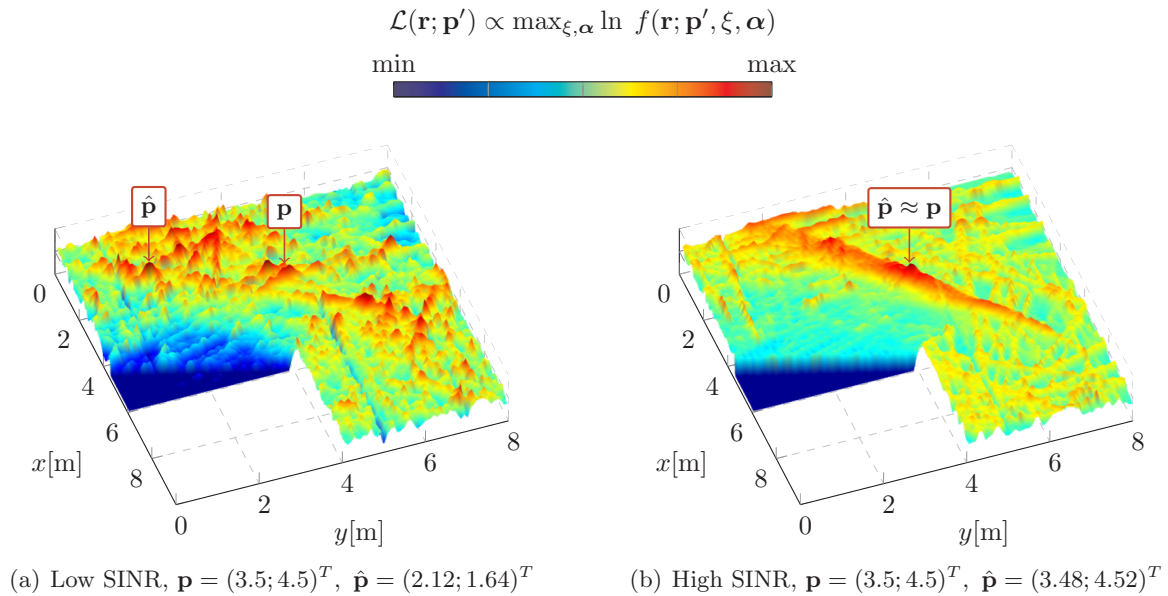 𝓛(𝐫; 𝐩′) ∝ max_{ξ,𝜶} ln f(𝐫; 𝐩′, ξ, 𝜶)
min max
p̂ p p̂ ≈ p
0 2 4 6 8
x[m]
0 2 4 6 8
y[m]
0 2 4 6 8
x[m]
0 2 4 6 8
y[m]
(a) Low SINR, p = (3.5; 4.5)^T, p̂ = (2.12; 1.64)^T
(b) High SINR, p = (3.5; 4.5)^T, p̂ = (3.48; 4.52)^T